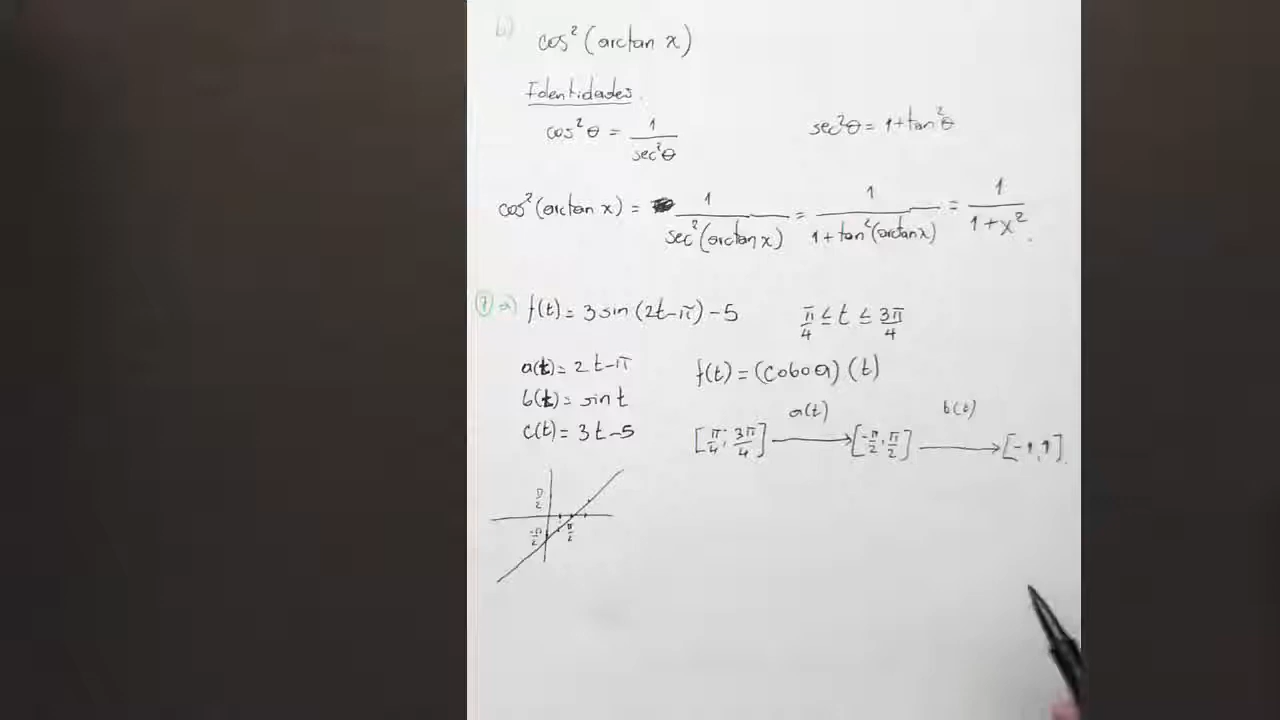 b)
cos² (arctan x)
Identidades.
cos²θ = 1/sec²θ sec²θ = 1+tan²θ
cos² (arctan x) = 1/sec²(arctan x) = 1/1+tan²(arctan x) = 1/1+x².
7 a) f(t) = 3 sin (2t-π) - 5 π/4 ≤ t ≤ 3π/4
a(t) = 2t-π f(t) = (c∘b∘a) (t)
b(t) = sin t
c(t) = 3t-5 [π/4, 3π/4] a(t) → [-π/2, π/2] b(t) → [-1, 1].
π/2
-π/2 π/2